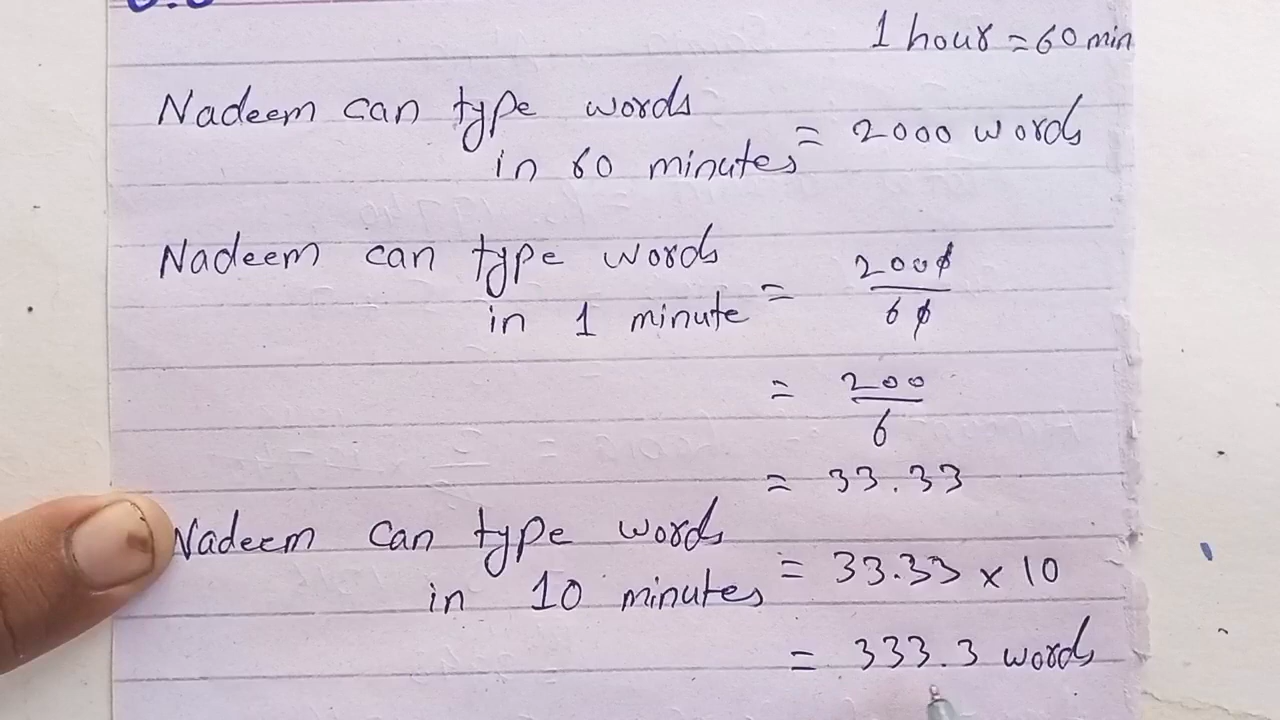 1 hour = 60 min
Nadeem can type words
in 60 minutes = 2000 words
Nadeem can type words
in 1 minute = 2000/60
= 200/6
= 33.33
Nadeem can type words
in 10 minutes = 33.33 × 10
= 333.3 words